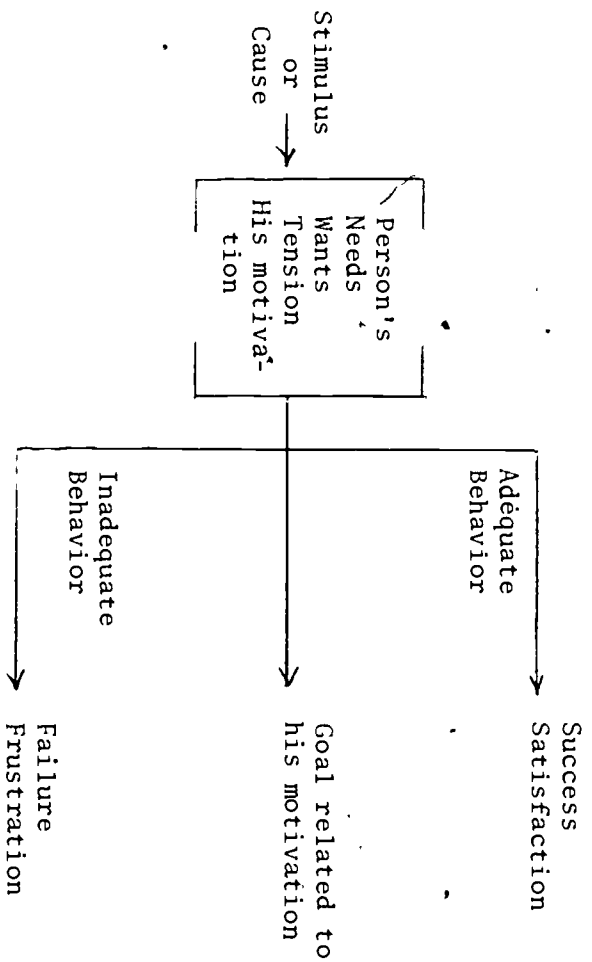 Stimulus
or
Cause
Person's
Needs
Wants
Tension
His motiva-
tion
Adequate
Behavior
Success
Satisfaction
Goal related to
his motivation
Inadequate
Behavior
Failure
Frustration